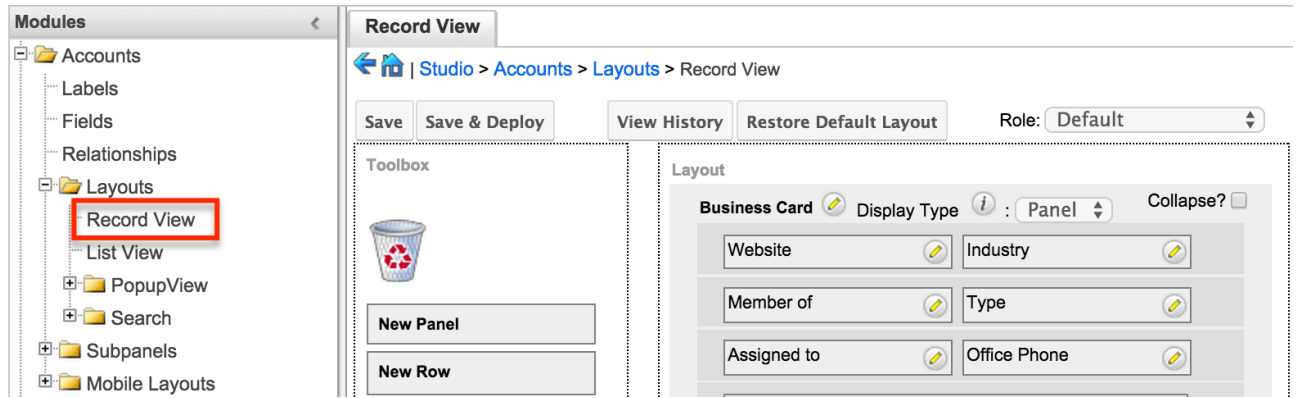 Modules
Accounts
Labels
Fields
Relationships
Layouts
Record View
List View
PopupView
Search
Subpanels
Mobile Layouts
Record View
| Studio > Accounts > Layouts > Record View
Save Save & Deploy View History Restore Default Layout Role: Default
Toolbox
New Panel
New Row
Layout
Business Card Display Type i : Panel Collapse?
Website Industry
Member of Type
Assigned to Office Phone